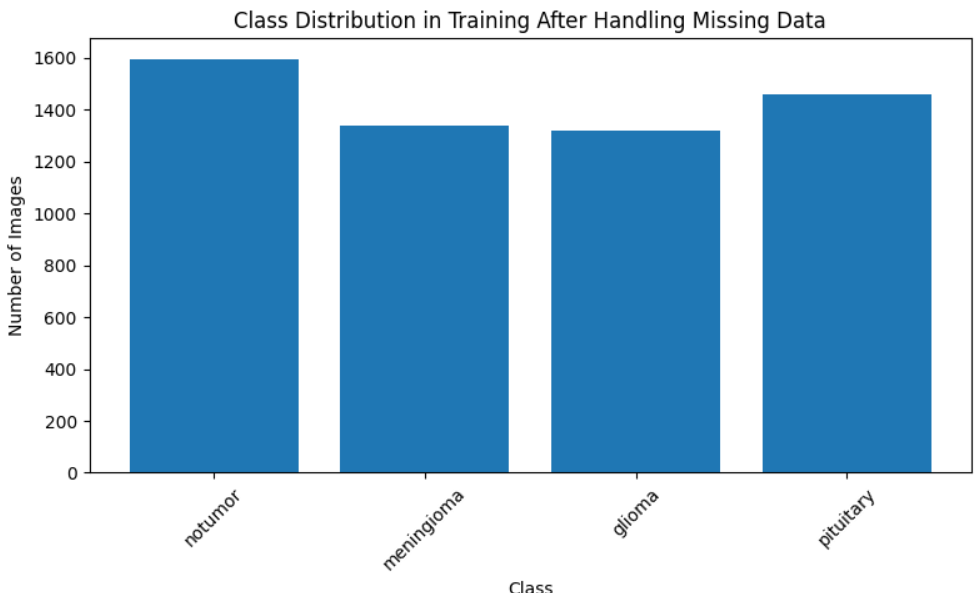 Class Distribution in Training After Handling Missing Data
Number of Images
1600
1400
1200
1000
800
600
400
200
0
notumor
meningioma
glioma
pituitary
Class